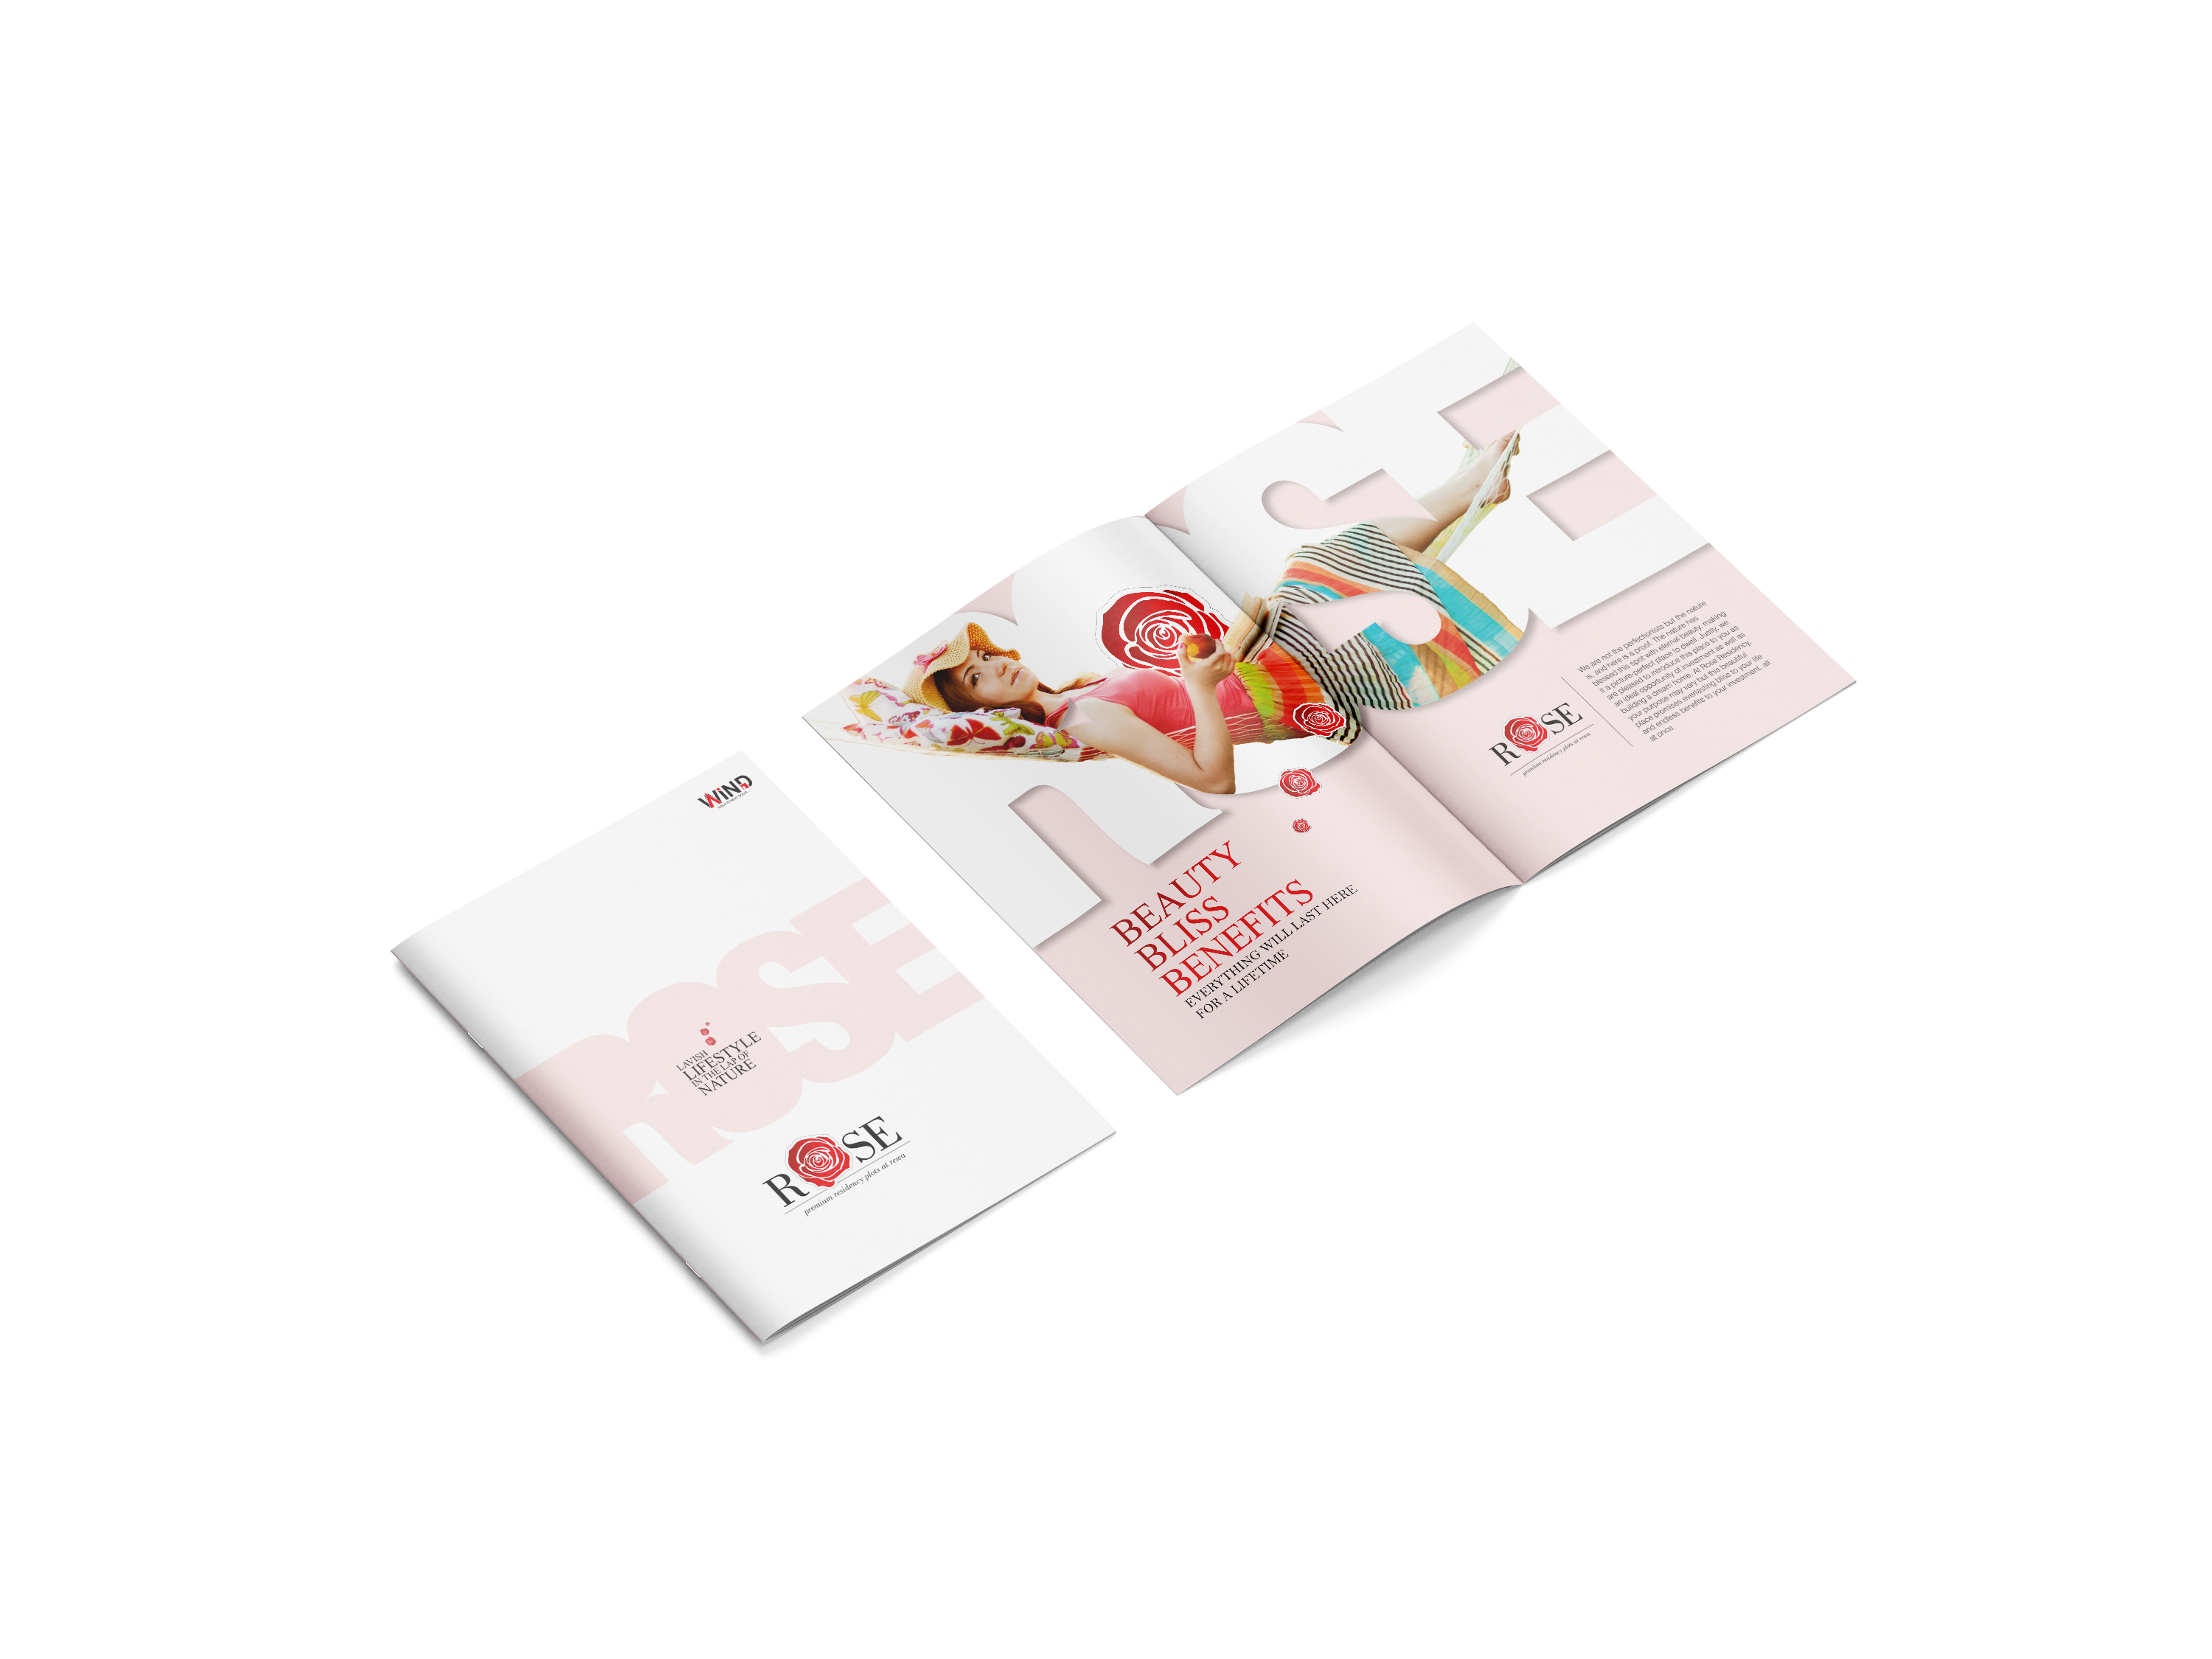 WiND
ROSE
LAVISH
LIFESTYLE
IN THE LAP OF
NATURE
ROSE
premium residency plots at rewa
ROSE
BEAUTY
BLISS
BENEFITS
EVERYTHING WILL LAST HERE
FOR A LIFETIME
ROSE
premium residency plots at rewa
We are not the perfectionists but the nature
is, and here is a proof. The nature has
blessed this spot with eternal beauty, making
it a picture-perfect place to dwell. Justly, we
are pleased to introduce this place to you as
an ideal opportunity of investment as well as
building a dream home. At Rose Residency,
your purpose may vary but this beautiful
place promises everlasting bliss to your life
and endless, benefits to your investment, all
at once.